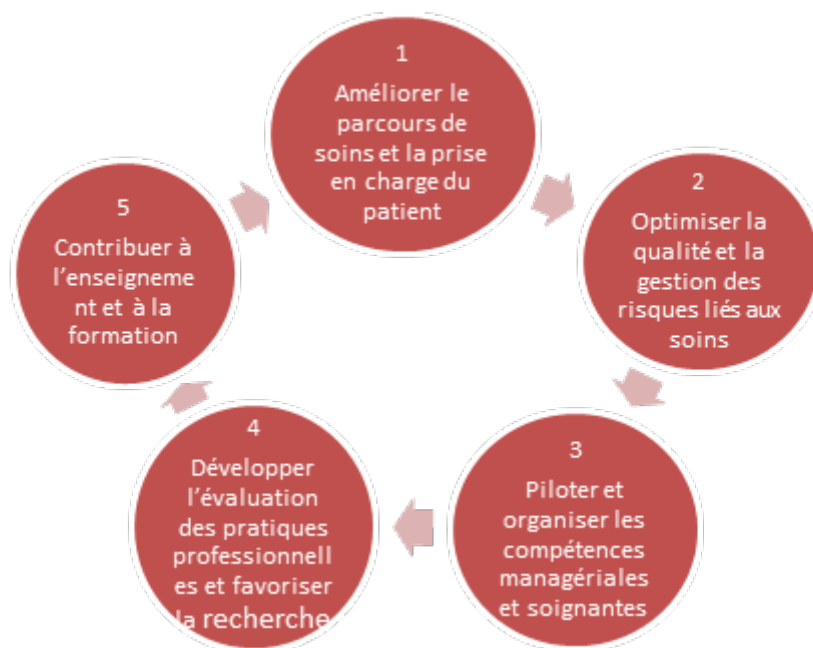 1
Améliorer le
parcours de
soins et la prise
en charge du
patient
2
Optimiser la
qualité et la
gestion des
risques liés aux
soins
3
Piloter et
organiser les
compétences
managériales
et soignantes
4
Développer
l'évaluation
des pratiques
professionnell
es et favoriser
la recherche
5
Contribuer à
l'enseigneme
nt et à la
formation